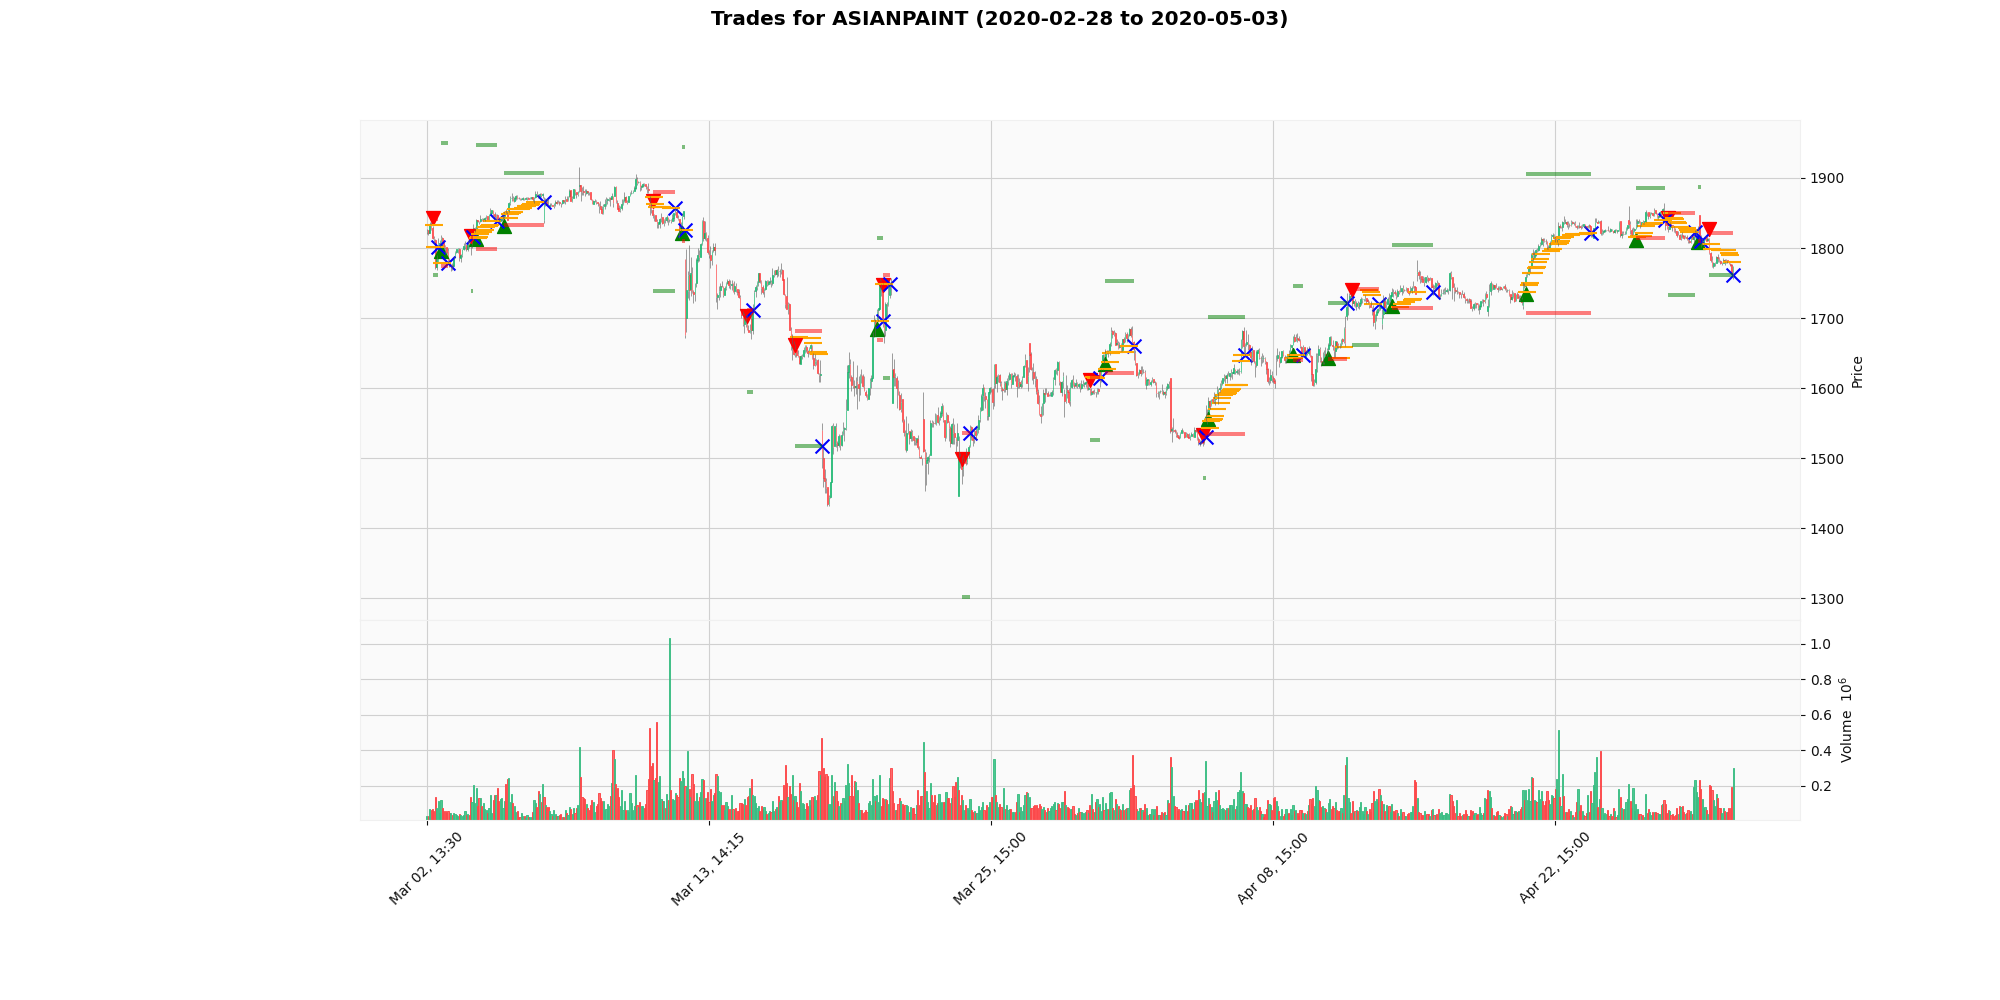 Trades for ASIANPAINT (2020-02-28 to 2020-05-03)
1900
1800
1700
1600
1500
1400
1300
Price
1.0
0.8
0.6
0.4
0.2
Volume 10⁶
Mar 02, 13:30
Mar 13, 14:15
Mar 25, 15:00
Apr 08, 15:00
Apr 22, 15:00